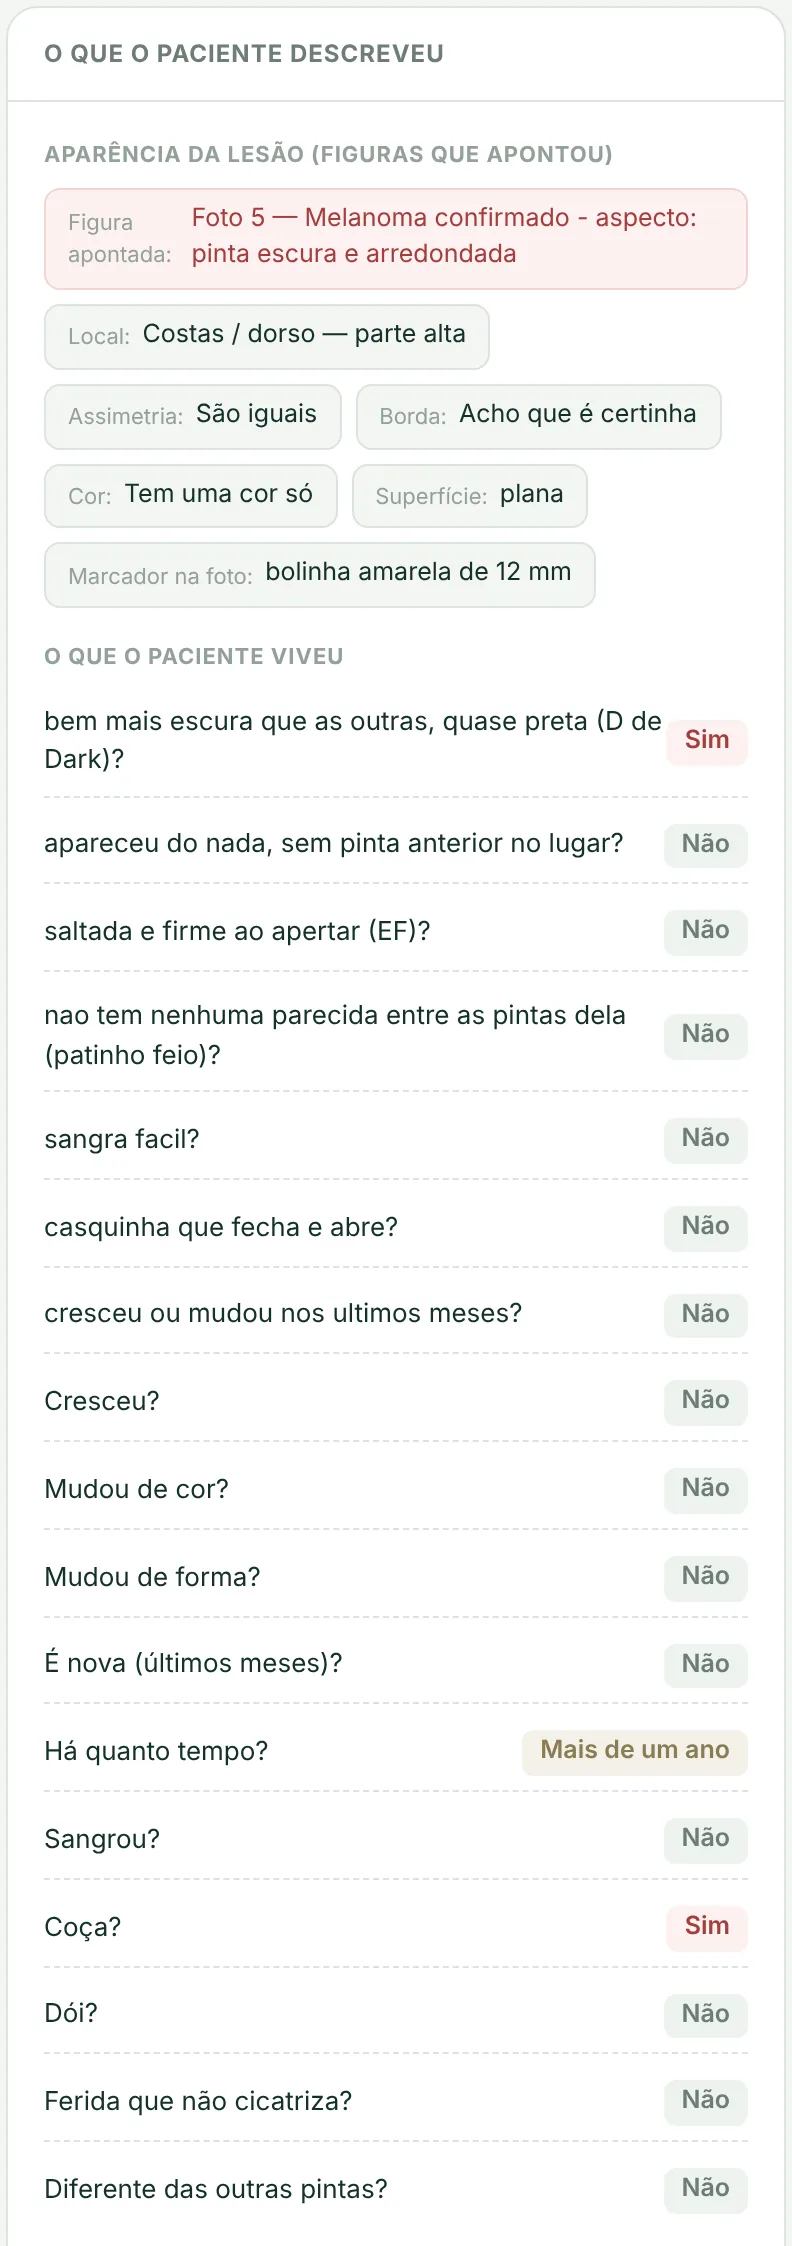 O QUE O PACIENTE DESCREVEU
APARÊNCIA DA LESÃO (FIGURAS QUE APONTOU)
Figura apontada: Foto 5 — Melanoma confirmado - aspecto: pinta escura e arredondada
Local: Costas / dorso — parte alta
Assimetria: São iguais Borda: Acho que é certinha
Cor: Tem uma cor só Superfície: plana
Marcador na foto: bolinha amarela de 12 mm
O QUE O PACIENTE VIVEU
bem mais escura que as outras, quase preta (D de
Dark)? Sim
apareceu do nada, sem pinta anterior no lugar? Não
saltada e firme ao apertar (EF)? Não
nao tem nenhuma parecida entre as pintas dela
(patinho feio)? Não
sangra facil? Não
casquinha que fecha e abre? Não
cresceu ou mudou nos ultimos meses? Não
Cresceu? Não
Mudou de cor? Não
Mudou de forma? Não
É nova (últimos meses)? Não
Há quanto tempo? Mais de um ano
Sangrou? Não
Coça? Sim
Dói? Não
Ferida que não cicatriza? Não
Diferente das outras pintas? Não